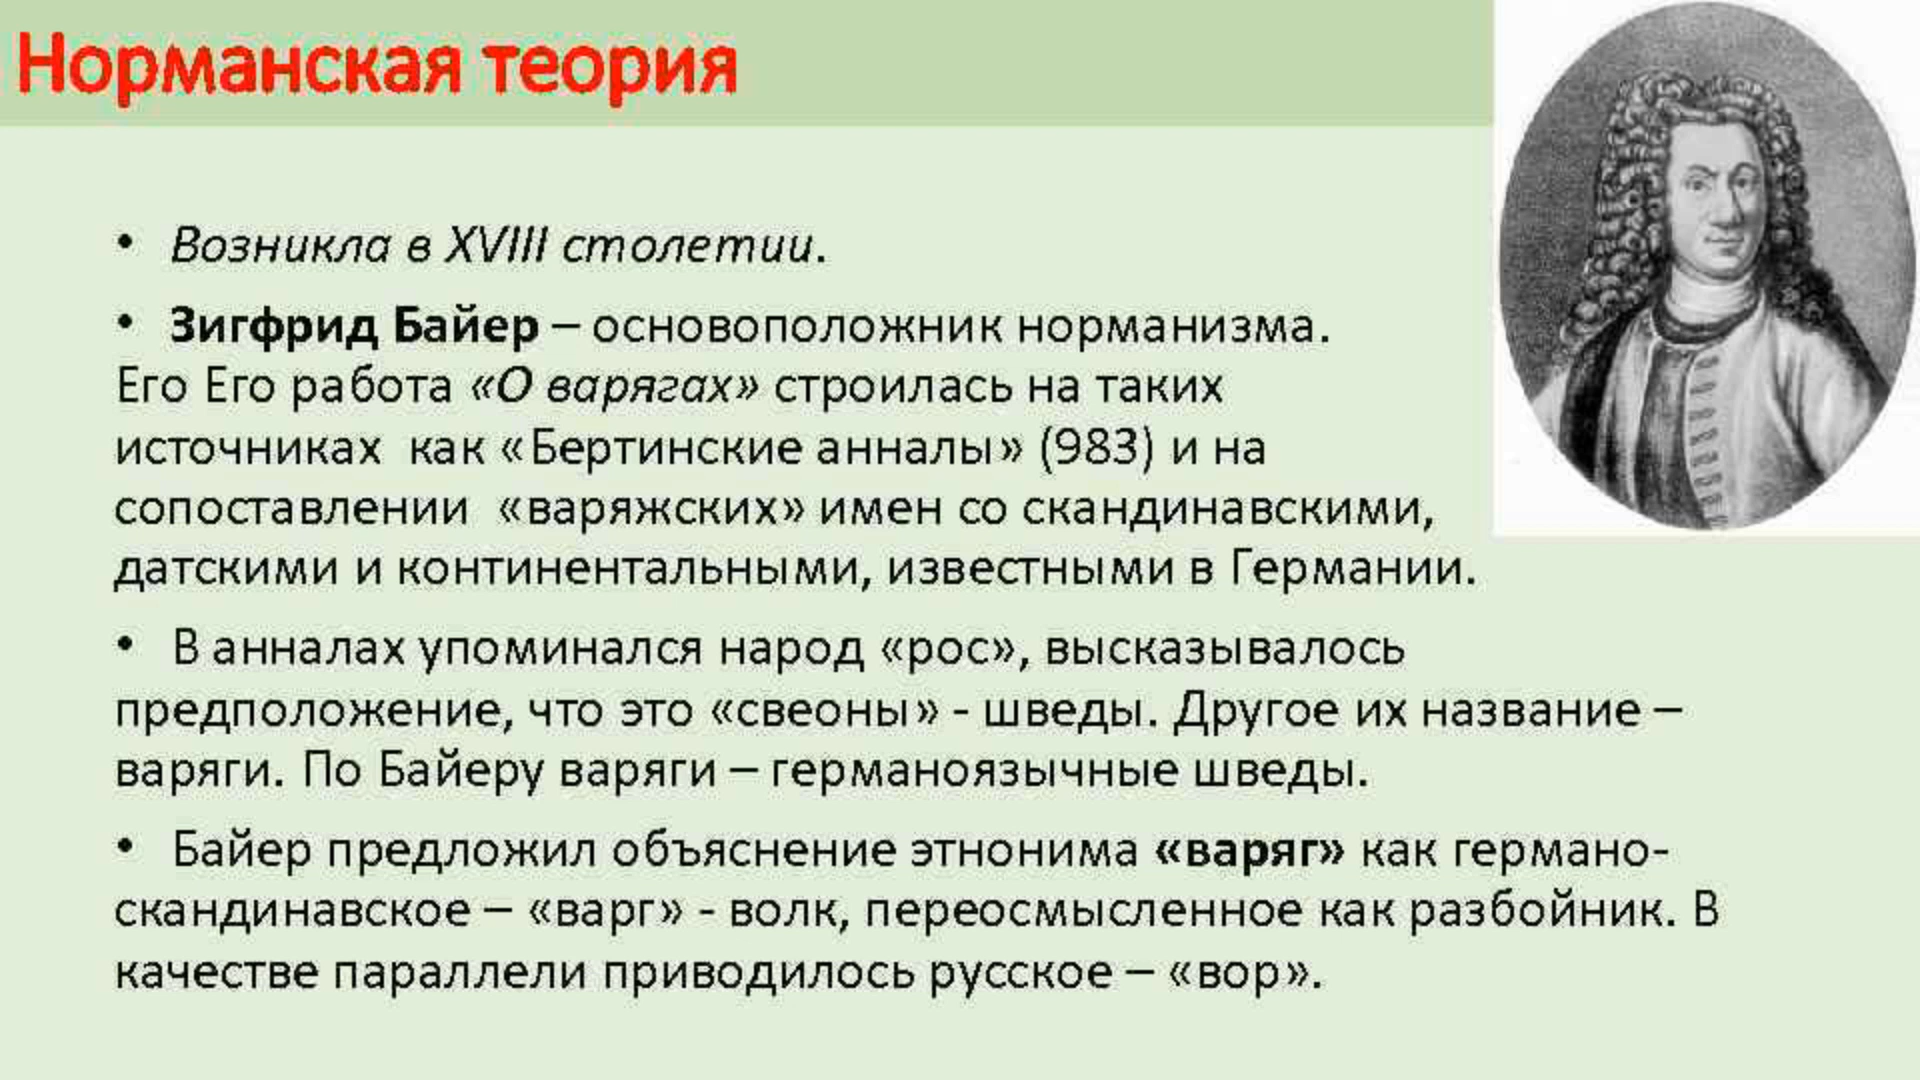 Норманская теория
• Возникла в XVIII столетии.
• Зигфрид Байер – основоположник норманизма.
Его Его работа «О варягах» строилась на таких
источниках как «Бертинские анналы» (983) и на
сопоставлении «варяжских» имен со скандинавскими,
датскими и континентальными, известными в Германии.
• В анналах упоминался народ «рос», высказывалось
предположение, что это «свеоны» - шведы. Другое их название –
варяги. По Байеру варяги – германоязычные шведы.
• Байер предложил объяснение этнонима «варяг» как германо-
скандинавское – «варг» - волк, переосмысленное как разбойник. В
качестве параллели приводилось русское – «вор».